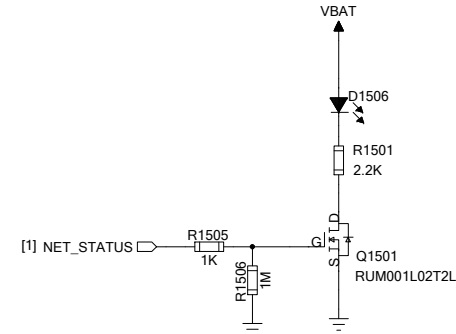 VBAT
D1506
R1501
2.2K
D
R1505
[1] NET_STATUS
G
1K
S
Q1501
R1506
1M
RUM001L02T2L